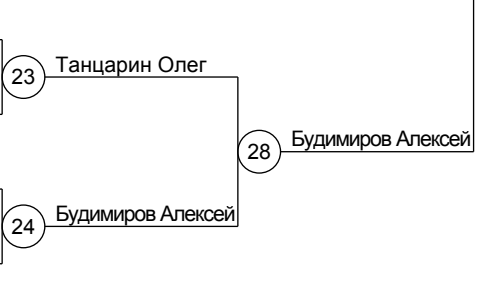 23 Танцарин Олег
28 Будимиров Алексей
24 Будимиров Алексей